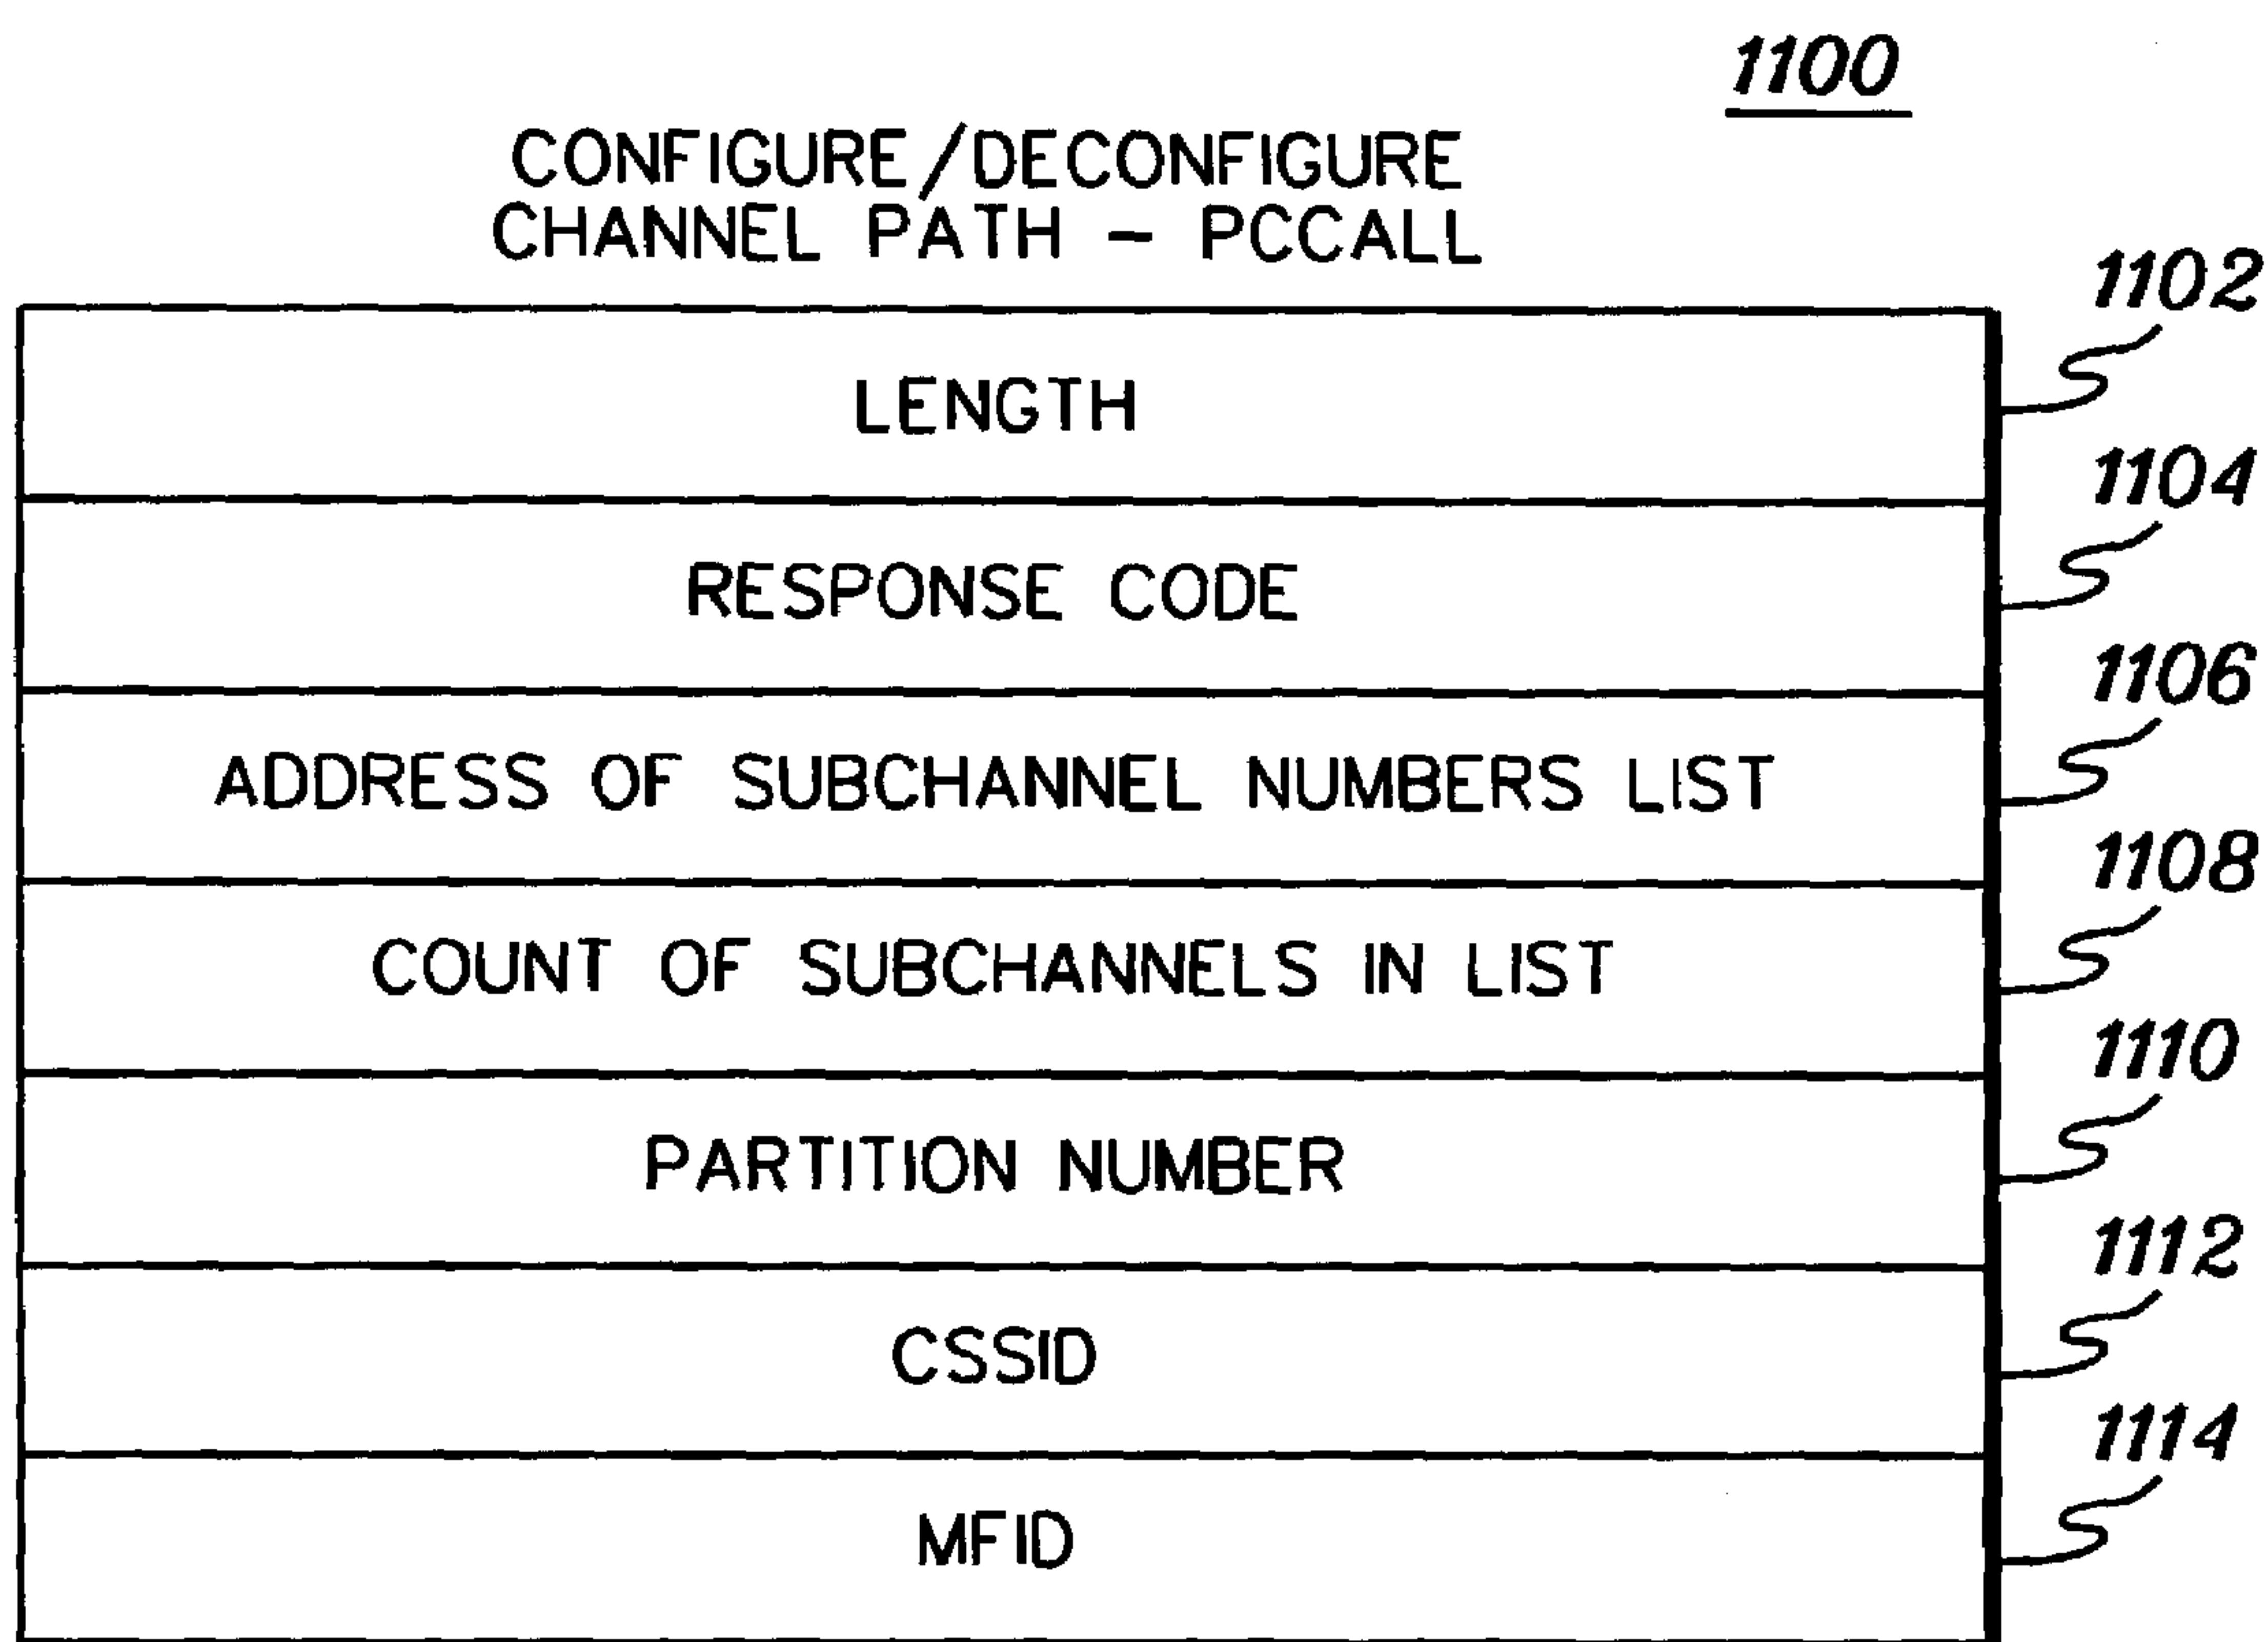 1100
CONFIGURE/DECONFIGURE
CHANNEL PATH - PCCALL
1102
LENGTH
1104
RESPONSE CODE
1106
ADDRESS OF SUBCHANNEL NUMBERS LIST
1108
COUNT OF SUBCHANNELS IN LIST
1110
PARTITION NUMBER
1112
CSSID
1114
MFID